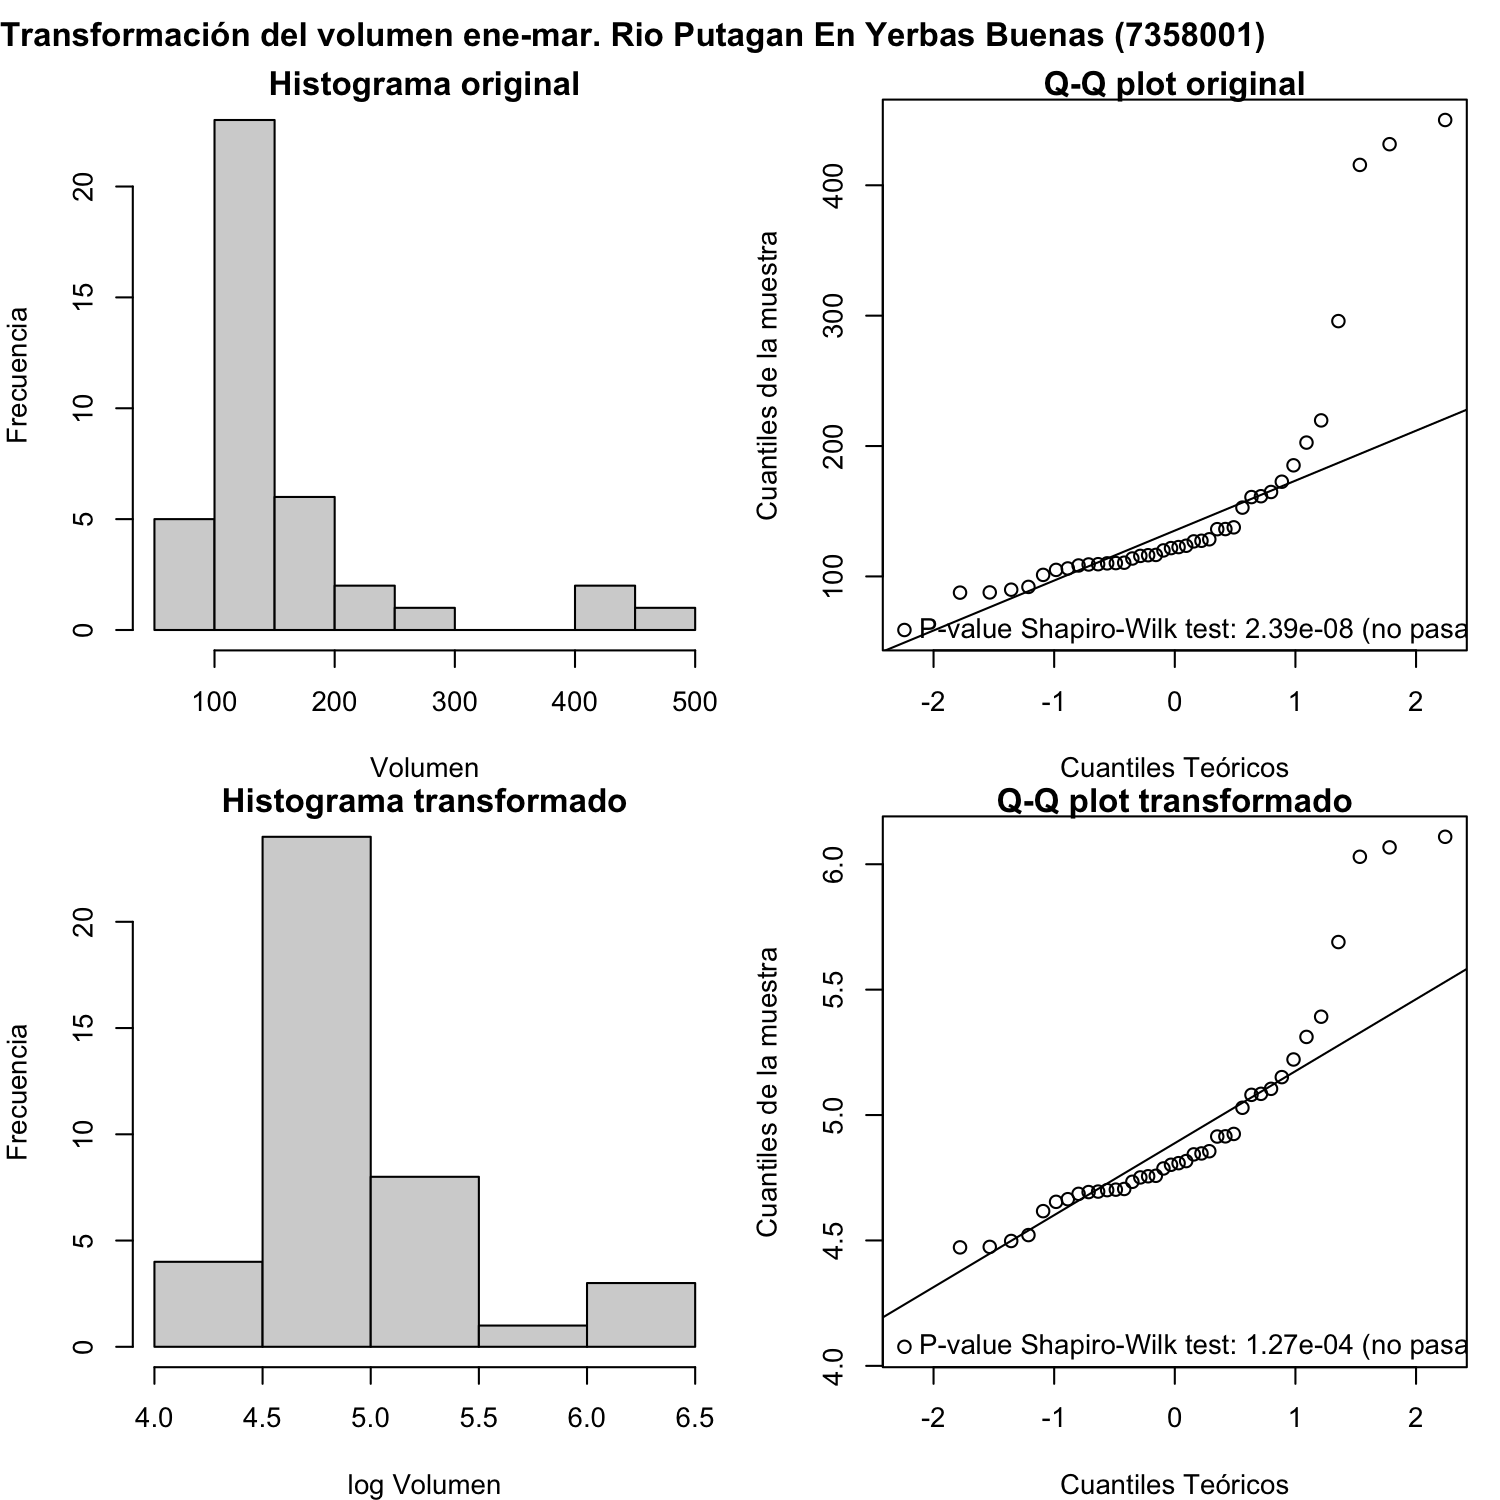 Transformación del volumen ene-mar. Rio Putagan En Yerbas Buenas (7358001)
Histograma original
Frecuencia
0
5
10
15
20
100 200 300 400 500
Volumen
Q-Q plot original
Cuantiles de la muestra
100
200
300
400
P-value Shapiro-Wilk test: 2.39e-08 (no pasa
-2 -1 0 1 2
Cuantiles Teóricos
Histograma transformado
Frecuencia
0
5
10
15
20
4.0 4.5 5.0 5.5 6.0 6.5
log Volumen
Q-Q plot transformado
Cuantiles de la muestra
4.0
4.5
5.0
5.5
6.0
P-value Shapiro-Wilk test: 1.27e-04 (no pasa
-2 -1 0 1 2
Cuantiles Teóricos